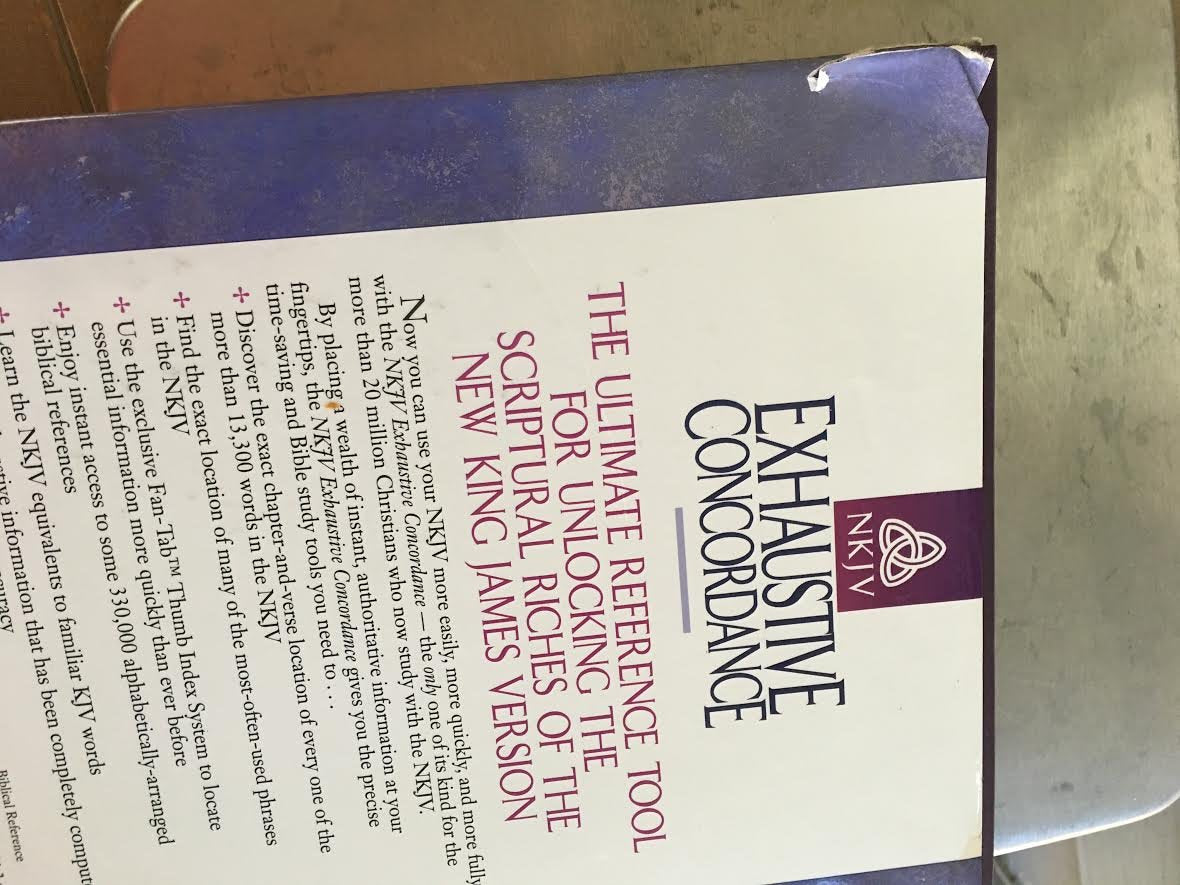 NKJV
EXHAUSTIVE
CONCORDANCE
THE ULTIMATE REFERENCE TOOL
FOR UNLOCKING THE
SCRIPTURAL RICHES OF THE
NEW KING JAMES VERSION
Now you can use your NKJV more easily, more quickly, and more fully
with the NKJV Exhaustive Concordance — the only one of its kind for the
more than 20 million Christians who now study with the NKJV.
By placing a wealth of instant, authoritative information at your
fingertips, the NKJV Exhaustive Concordance gives you the precise
time-saving and Bible study tools you need to . . .
✢ Discover the exact chapter-and-verse location of every one of the
more than 13,300 words in the NKJV
✢ Find the exact location of many of the most-often-used phrases
in the NKJV
✢ Use the exclusive Fan-Tab™ Thumb Index System to locate
essential information more quickly than ever before
✢ Enjoy instant access to some 330,000 alphabetically-arranged
biblical references
✢ Learn the NKJV equivalents to familiar KJV words
information that has been completely
Biblical Reference